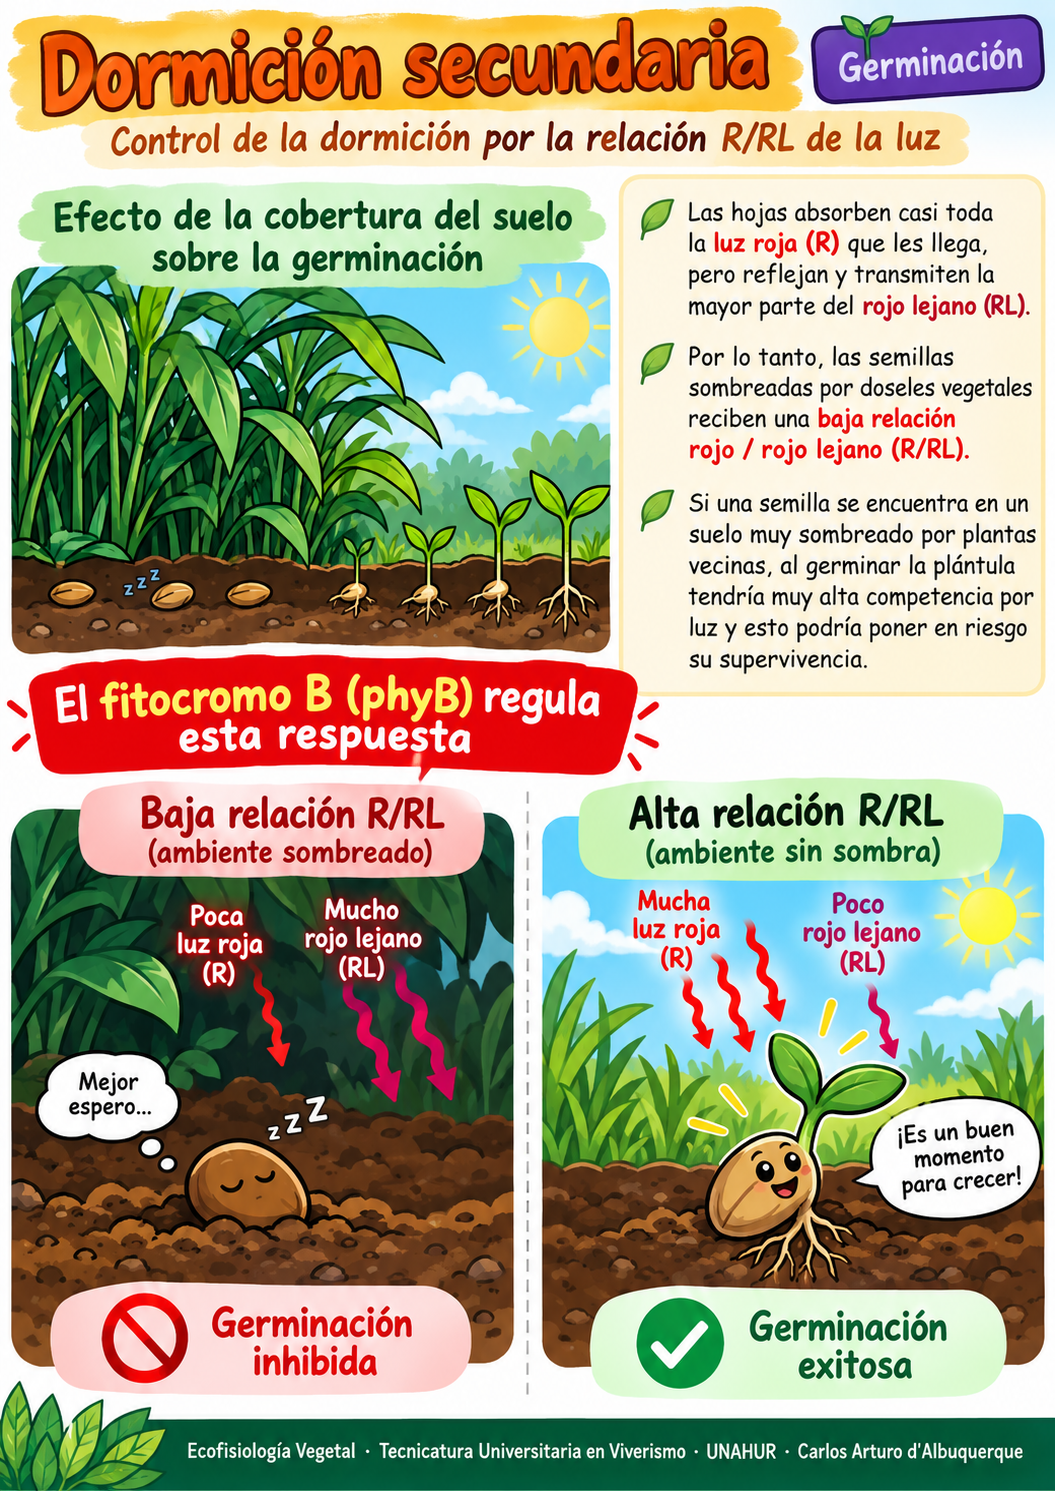 Dormición secundaria
Germinación
Control de la dormición por la relación R/RL de la luz
Efecto de la cobertura del suelo
sobre la germinación
z z z
Las hojas absorben casi toda
la luz roja (R) que les llega,
pero reflejan y transmiten la
mayor parte del rojo lejano (RL).
Por lo tanto, las semillas
sombreadas por doseles vegetales
reciben una baja relación
rojo / rojo lejano (R/RL).
Si una semilla se encuentra en un
suelo muy sombreado por plantas
vecinas, al germinar la plántula
tendría muy alta competencia por
luz y esto podría poner en riesgo
su supervivencia.
El fitocromo B (phyB) regula
esta respuesta
Baja relación R/RL
(ambiente sombreado)
Poca
luz roja
(R)
Mucho
rojo lejano
(RL)
Mejor
espero...
z z z
Germinación
inhibida
Alta relación R/RL
(ambiente sin sombra)
Mucha
luz roja
(R)
Poco
rojo lejano
(RL)
¡Es un buen
momento
para crecer!
Germinación
exitosa
Ecofisiología Vegetal · Tecnicatura Universitaria en Viverismo · UNAHUR · Carlos Arturo d'Albuquerque